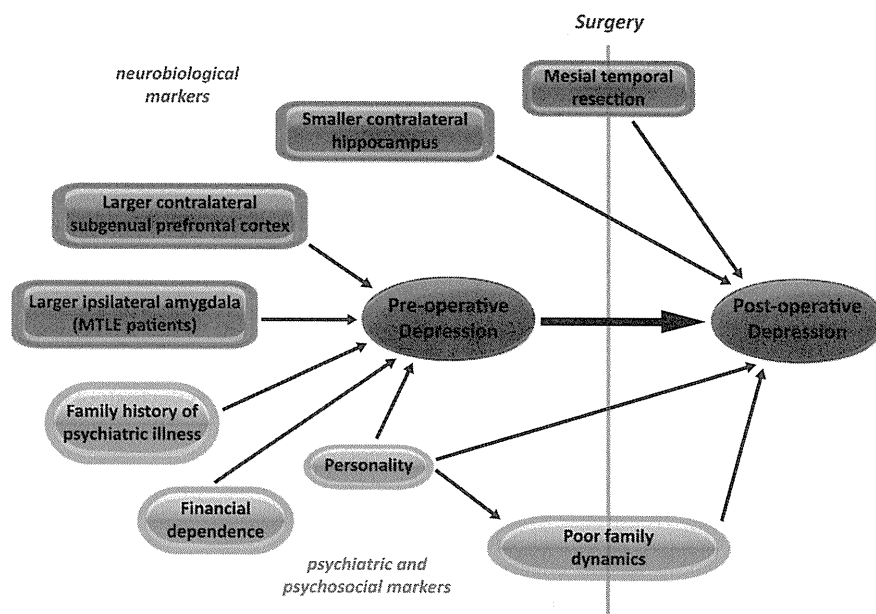 Surgery
neurobiological
markers
Mesial temporal
resection
Smaller contralateral
hippocampus
Larger contralateral
subgenual prefrontal cortex
Larger ipsilateral amygdala
(MTLE patients)
Pre-operative
Depression
Post-operative
Depression
Family history of
psychiatric illness
Personality
Financial
dependence
Poor family
dynamics
psychiatric and
psychosocial markers